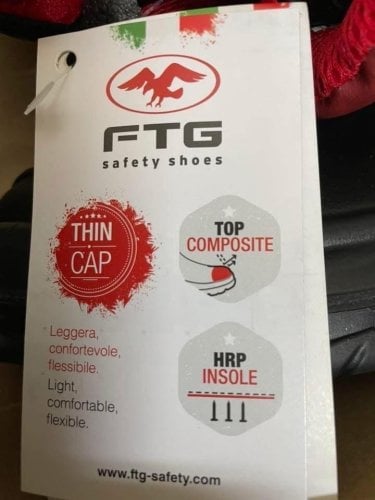 FTG
safety shoes
THIN
CAP
TOP
COMPOSITE
Leggera,
confortevole,
flessibile.
Light,
comfortable,
flexible.
HRP
INSOLE
www.ftg-safety.com